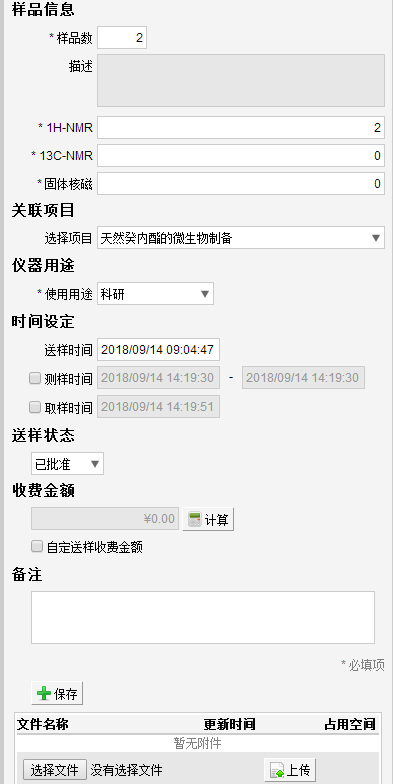 样品信息
* 样品数 2
描述
* 1H-NMR 2
* 13C-NMR 0
* 固体核磁 0
关联项目
选择项目 天然癸内酯的微生物制备
仪器用途
* 使用用途 科研
时间设定
送样时间 2018/09/14 09:04:47
测样时间 2018/09/14 14:19:30 - 2018/09/14 14:19:30
取样时间 2018/09/14 14:19:51
送样状态
已批准
收费金额
¥0.00 计算
自定送样收费金额
备注
* 必填项
保存
文件名称 更新时间 占用空间
暂无附件
选择文件 没有选择文件 上传